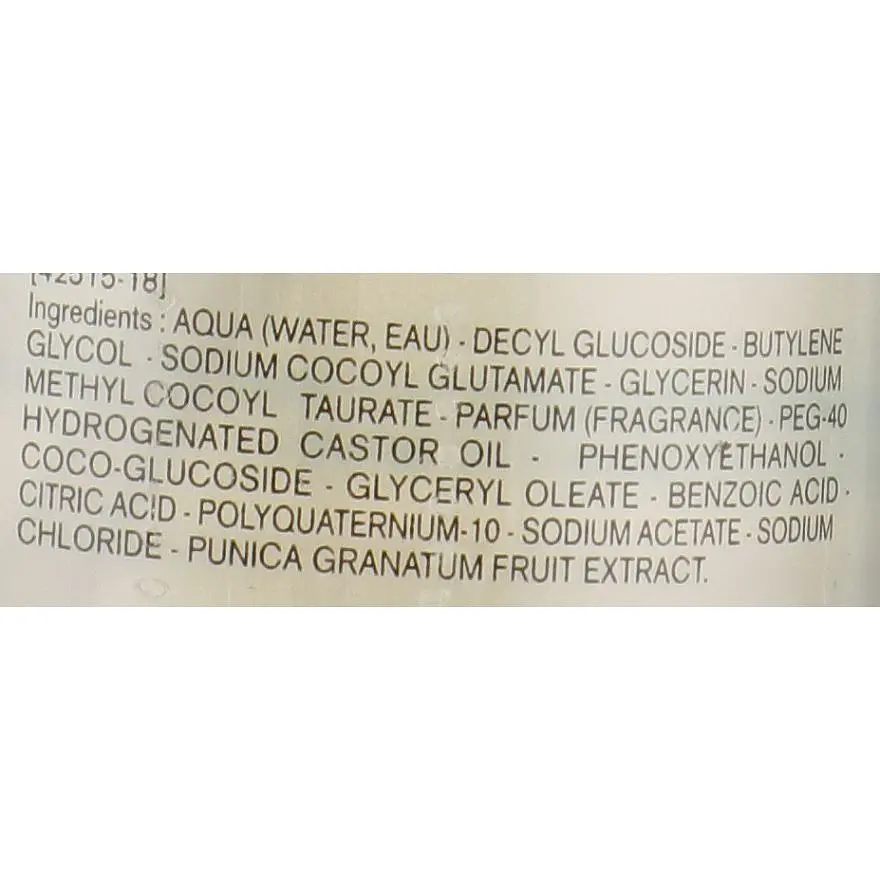 [42515-18]
Ingredients : AQUA (WATER, EAU) - DECYL GLUCOSIDE - BUTYLENE
GLYCOL - SODIUM COCOYL GLUTAMATE - GLYCERIN - SODIUM
METHYL COCOYL TAURATE - PARFUM (FRAGRANCE) - PEG-40
HYDROGENATED CASTOR OIL - PHENOXYETHANOL -
COCO-GLUCOSIDE - GLYCERYL OLEATE - BENZOIC ACID -
CITRIC ACID - POLYQUATERNIUM-10 - SODIUM ACETATE - SODIUM
CHLORIDE - PUNICA GRANATUM FRUIT EXTRACT.